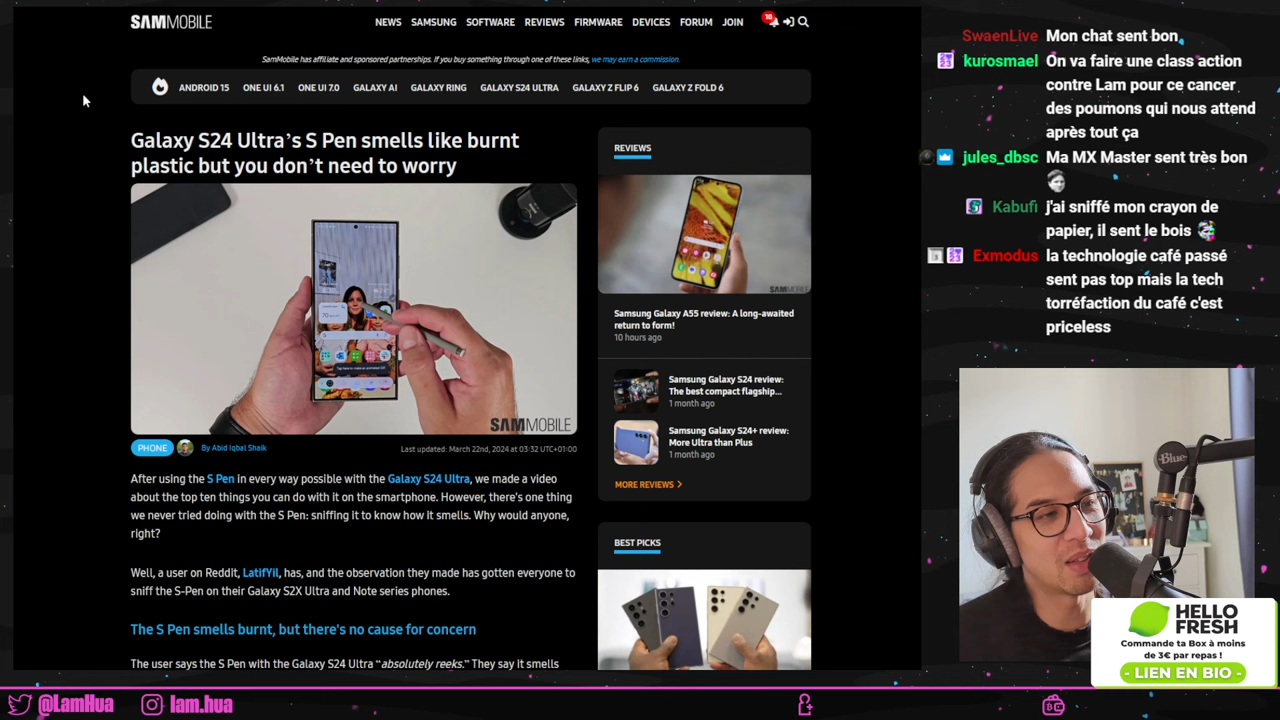 SAMMOBILE
NEWS SAMSUNG SOFTWARE REVIEWS FIRMWARE DEVICES FORUM JOIN
SamMobile has affiliate and sponsored partnerships. If you buy something through one of these links, we may earn a commission.
ANDROID 15 ONE UI 6.1 ONE UI 7.0 GALAXY AI GALAXY RING GALAXY S24 ULTRA GALAXY Z FLIP 6 GALAXY Z FOLD 6
Galaxy S24 Ultra's S Pen smells like burnt
plastic but you don't need to worry
SAMMOBILE
PHONE By Abid Iqbal Shaik Last updated: March 22nd, 2024 at 03:32 UTC+01:00
After using the S Pen in every way possible with the Galaxy S24 Ultra, we made a video
about the top ten things you can do with it on the smartphone. However, there's one thing
we never tried doing with the S Pen: sniffing it to know how it smells. Why would anyone,
right?
Well, a user on Reddit, LatifYil, has, and the observation they made has gotten everyone to
sniff the S-Pen on their Galaxy S2X Ultra and Note series phones.
The S Pen smells burnt, but there's no cause for concern
The user says the S Pen with the Galaxy S24 Ultra "absolutely reeks." They say it smells
REVIEWS
SAMMOBILE
Samsung Galaxy A55 review: A long-awaited
return to form!
10 hours ago
Samsung Galaxy S24 review:
The best compact flagship...
1 month ago
Samsung Galaxy S24+ review:
More Ultra than Plus
1 month ago
MORE REVIEWS
BEST PICKS
SwaenLive Mon chat sent bon
kurosmael On va faire une class action
contre Lam pour ce cancer
des poumons qui nous attend
après tout ça
jules_dbsc Ma MX Master sent très bon
Kabufi j'ai sniffé mon crayon de
papier, il sent le bois
Exmodus la technologie café passé
sent pas top mais la tech
torréfaction du café c'est
priceless
Blue
HELLO
FRESH
Commande ta Box à moins
de 3€ par repas !
- LIEN EN BIO -
@LamHua lam.hua